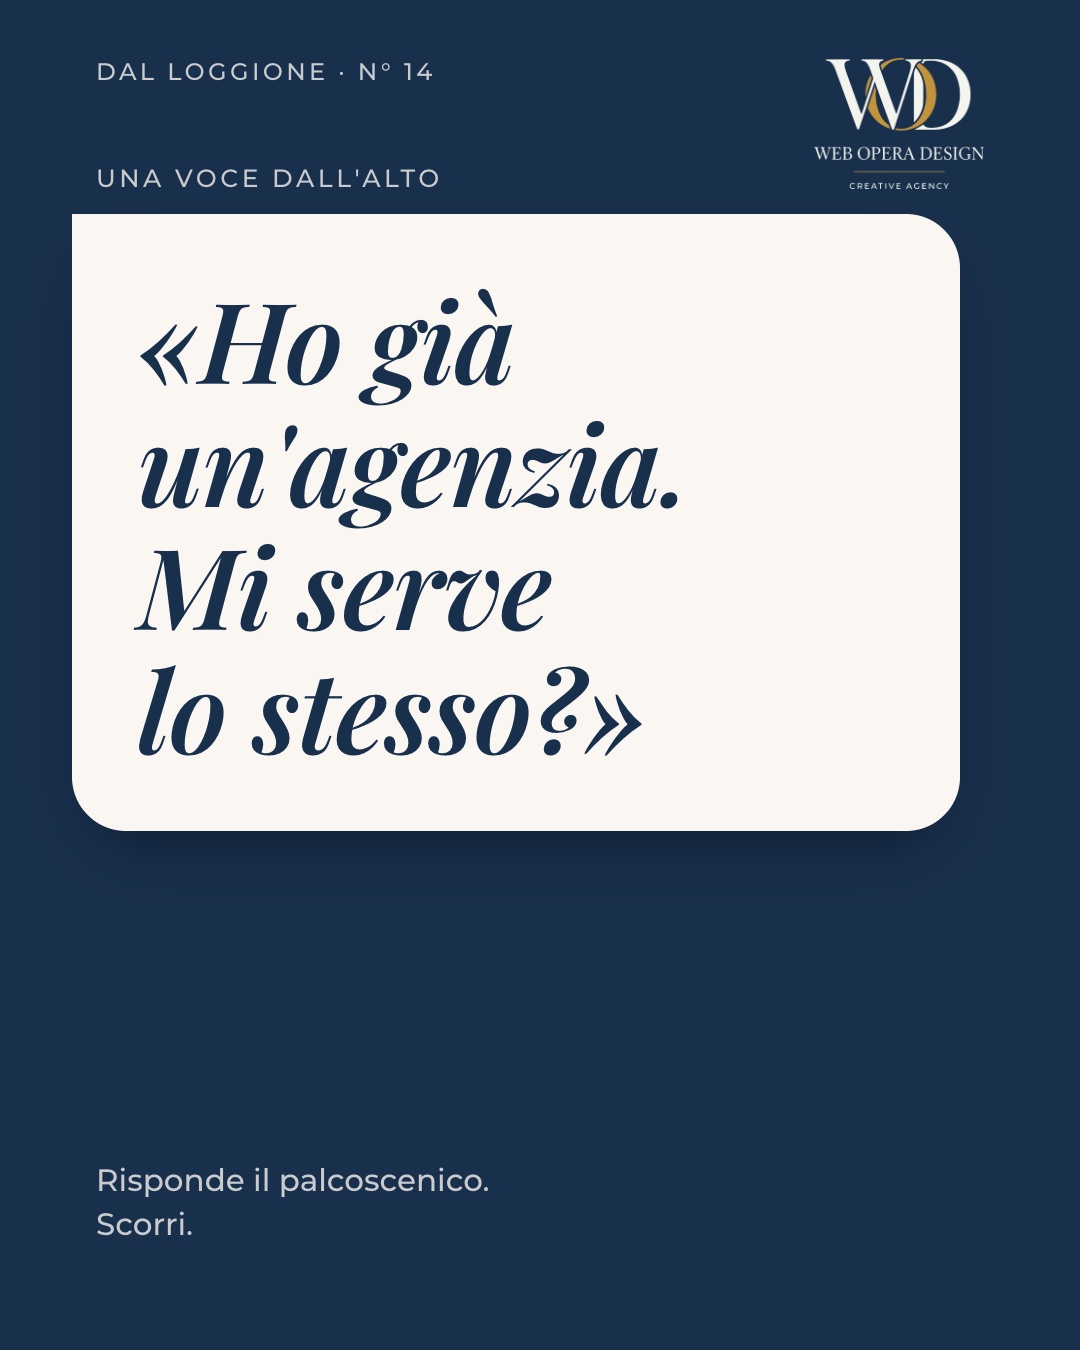 DAL LOGGIONE · N° 14
WOD
WEB OPERA DESIGN
CREATIVE AGENCY
UNA VOCE DALL'ALTO
«Ho già
un'agenzia.
Mi serve
lo stesso?»
Risponde il palcoscenico.
Scorri.